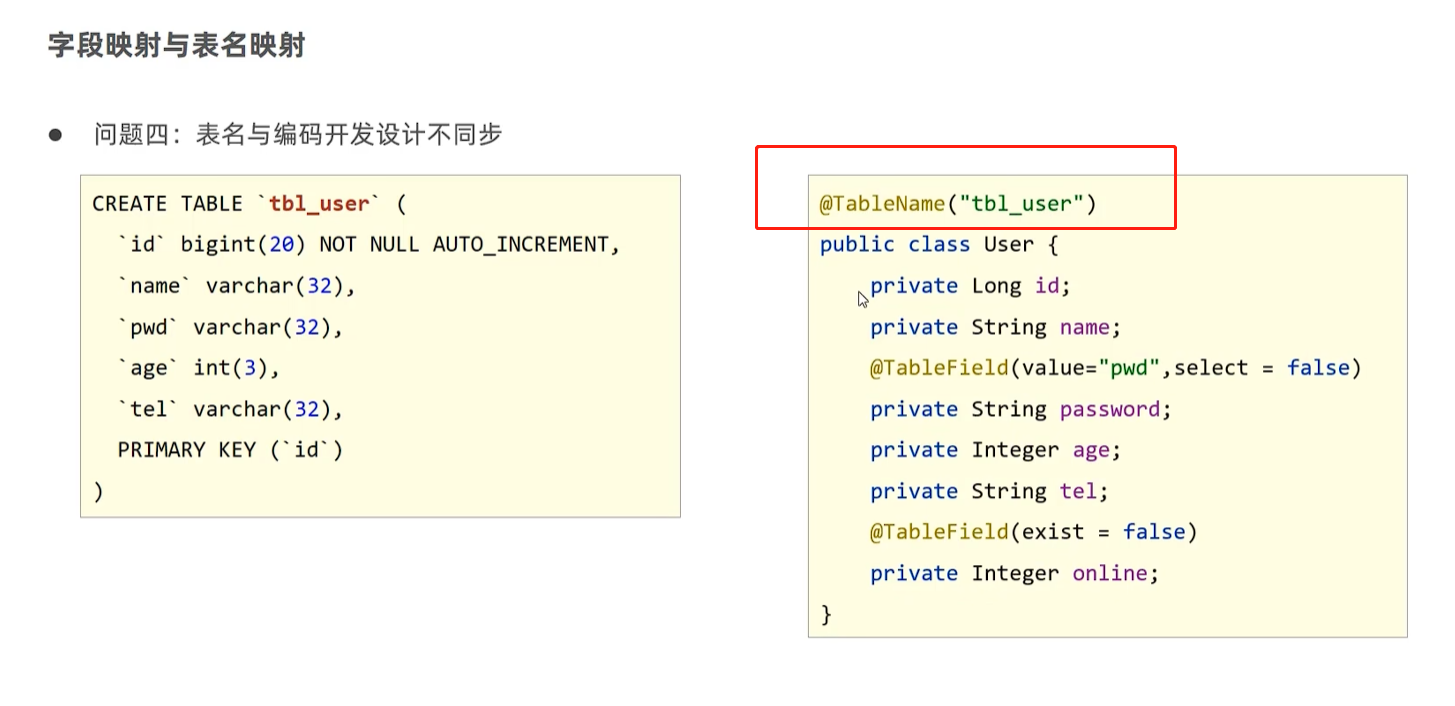 字段映射与表名映射
● 问题四：表名与编码开发设计不同步
CREATE TABLE `tbl_user` (
`id` bigint(20) NOT NULL AUTO_INCREMENT,
`name` varchar(32),
`pwd` varchar(32),
`age` int(3),
`tel` varchar(32),
PRIMARY KEY (`id`)
)
@TableName("tbl_user")
public class User {
private Long id;
private String name;
@TableField(value="pwd",select = false)
private String password;
private Integer age;
private String tel;
@TableField(exist = false)
private Integer online;
}